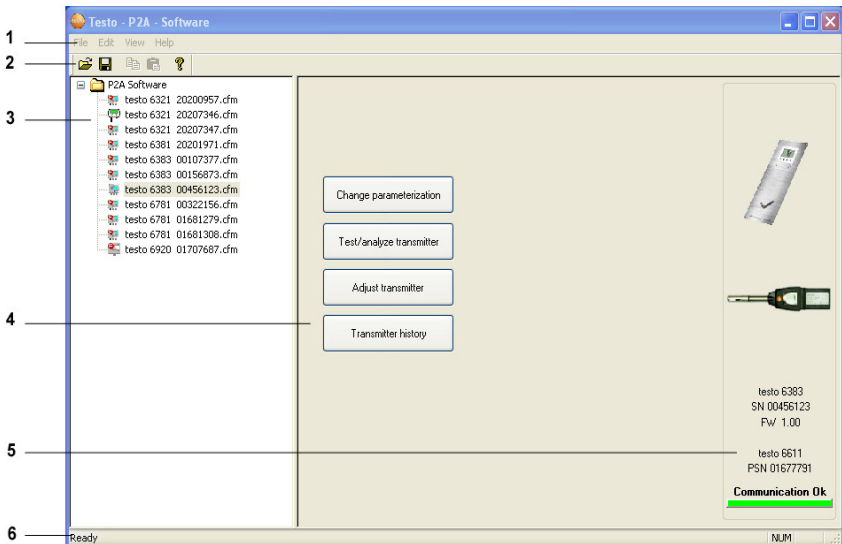 Testo - P2A - Software
1
File Edit View Help
2
P2A Software
testo 6321 20200957.cfm
3
testo 6321 20207346.cfm
testo 6321 20207347.cfm
testo 6381 20201971.cfm
testo 6383 00107377.cfm
testo 6383 00156873.cfm
testo 6383 00456123.cfm
testo 6781 00322156.cfm
testo 6781 01681279.cfm
testo 6781 01681308.cfm
testo 6920 01707687.cfm
Change parameterization
Test/analyze transmitter
Adjust transmitter
4
Transmitter history
testo 6383
SN 00456123
FW 1.00
5
testo 6611
PSN 01677791
Communication Ok
6
Ready
NUM